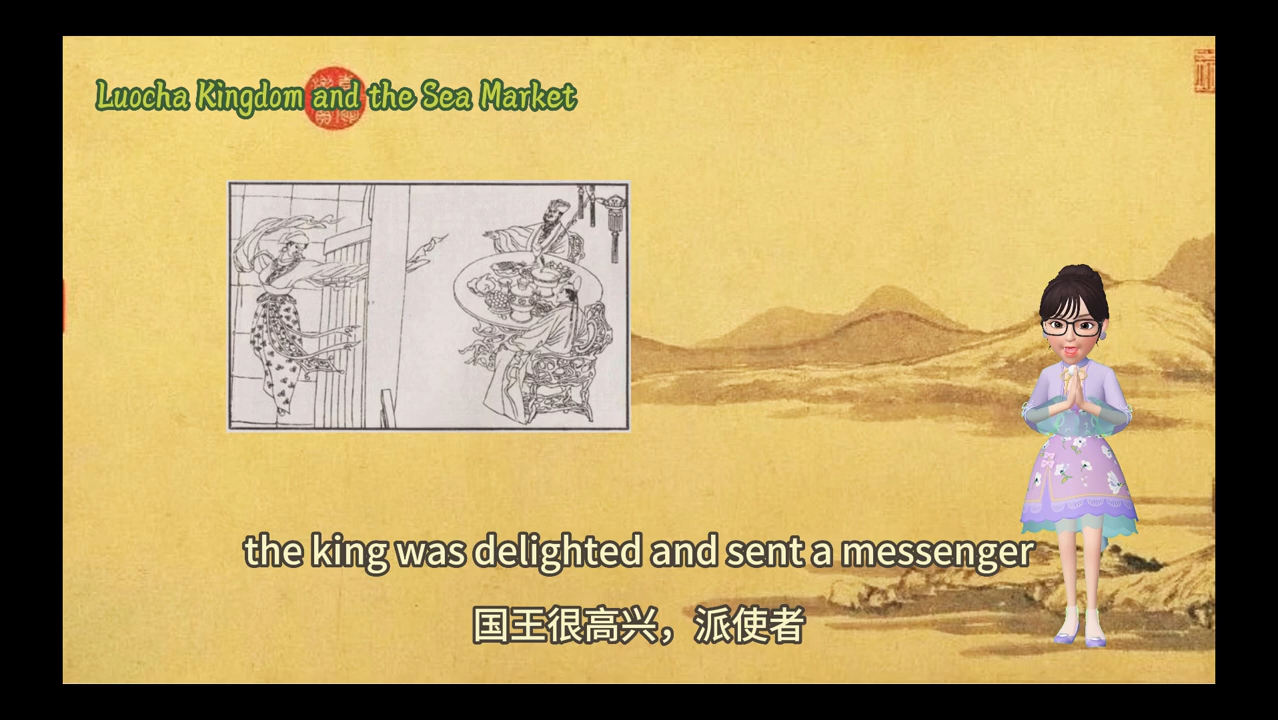 Luocha Kingdom and the Sea Market
the king was delighted and sent a messenger
国王很高兴，派使者